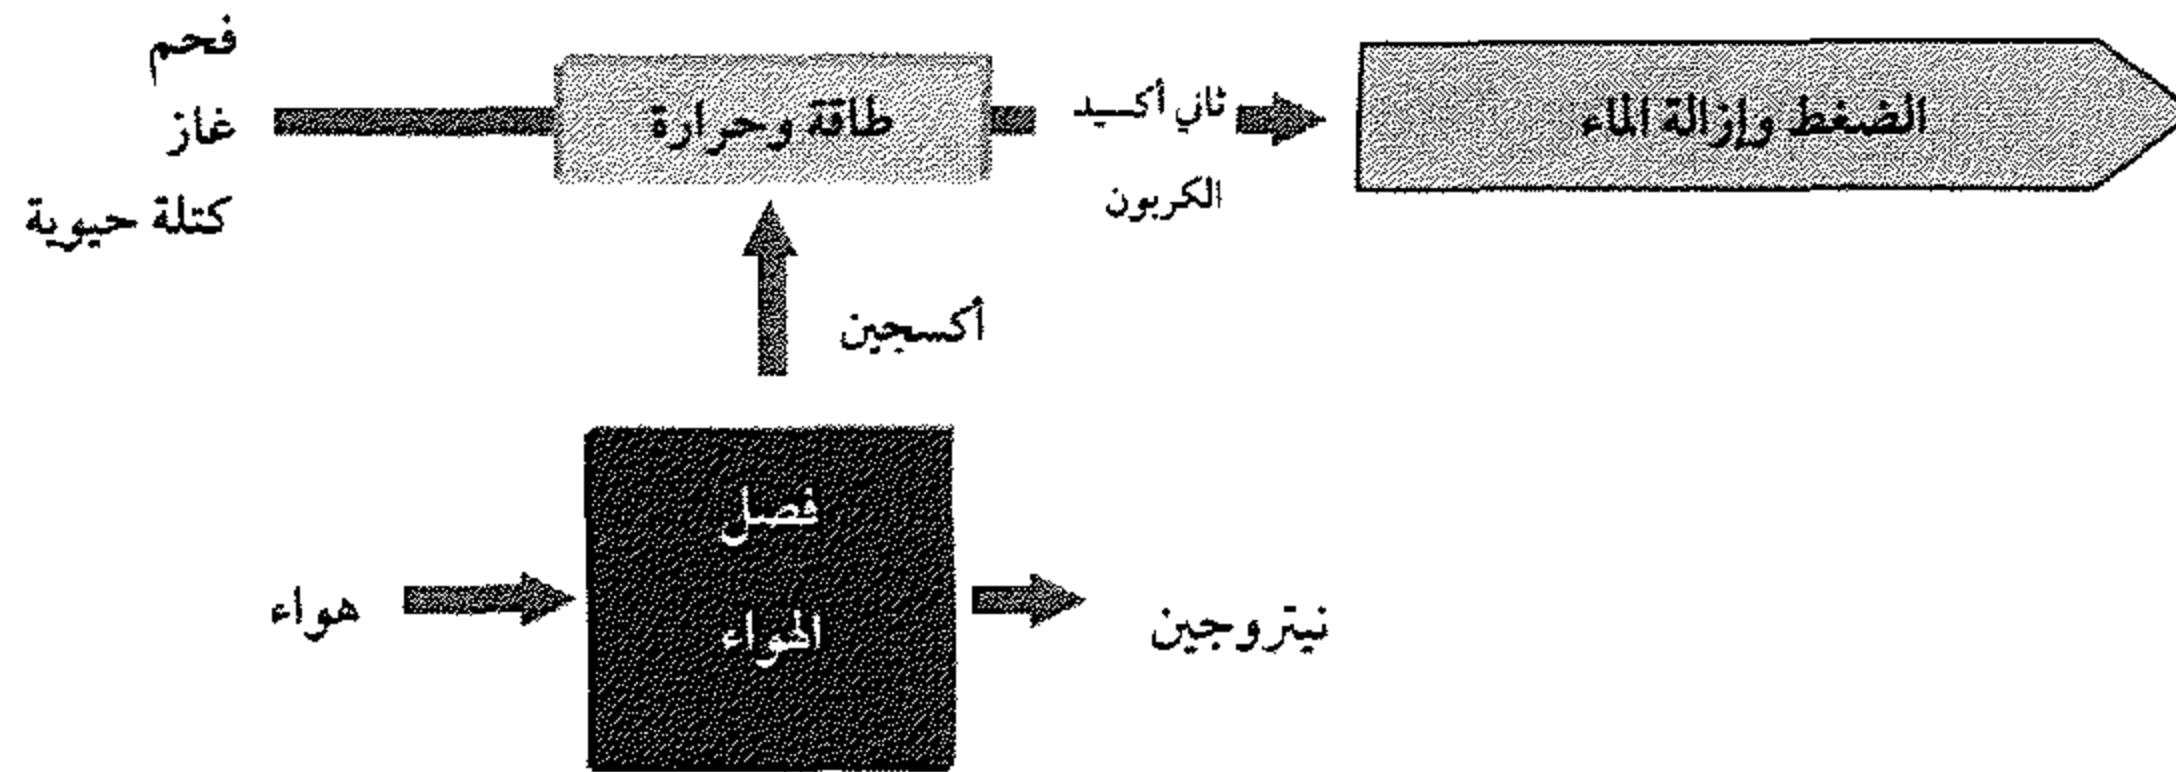 فحم
غاز
كتلة حيوية
طاقة وحرارة
ثاني أكسيد
الكربون
الضغط وإزالة الماء
أكسجين
فصل
الهواء
هواء
نيتروجين